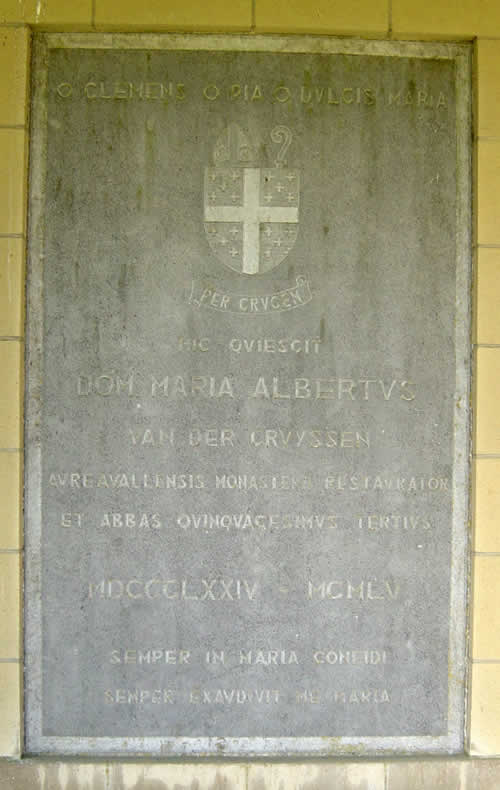 O CLEMENS O PIA O DVLCIS MARIA
PER CRVCEM
HIC QVIESCIT
DOM MARIA ALBERTVS
VAN DER CRVYSSEN
AVREAVALLENSIS MONASTERII RESTAVRATOR
ET ABBAS QVINQVAGESIMVS TERTIVS
MDCCCLXXIV - MCMLV
SEMPER IN MARIA CONFIDI
SEMPER EXAVDIVIT ME MARIA